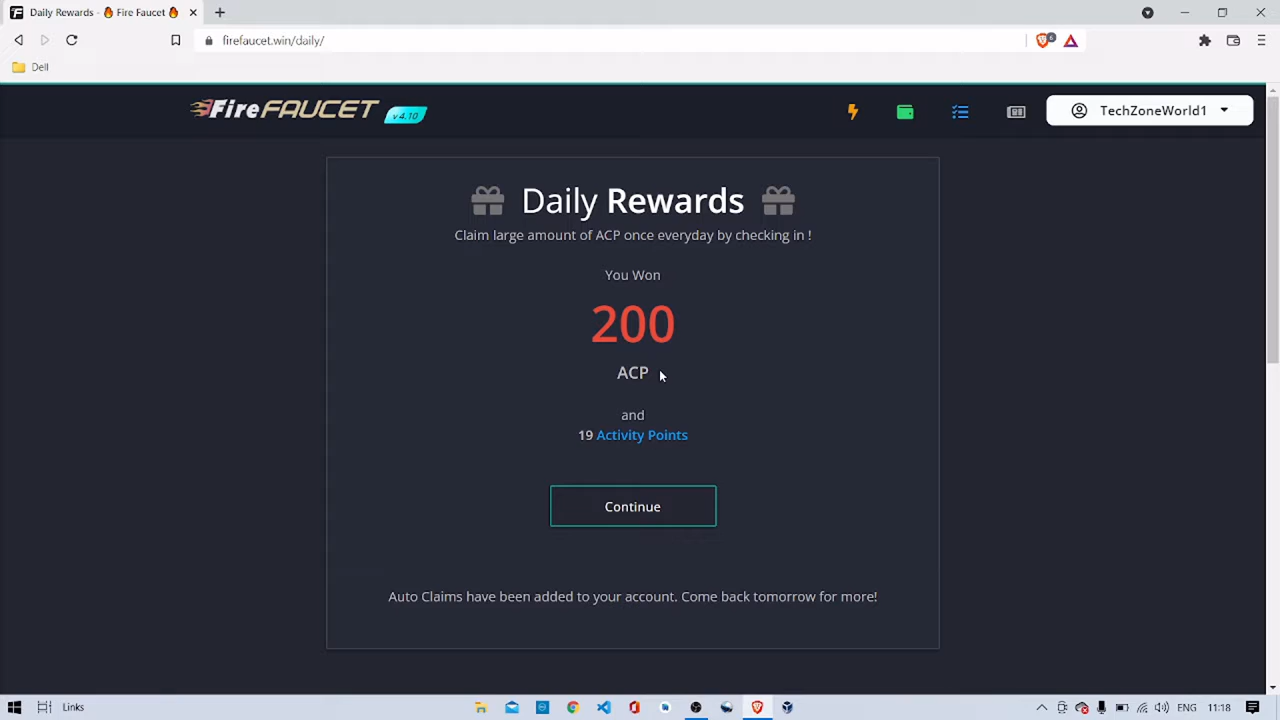 Daily Rewards - 🔥 Fire Faucet 🔥
firefaucet.win/daily/
6
Dell
FireFAUCET v 4.10
TechZoneWorld1
Daily Rewards
Claim large amount of ACP once everyday by checking in !
You Won
200
ACP
and
19 Activity Points
Continue
Auto Claims have been added to your account. Come back tomorrow for more!
Links
ENG
11:18